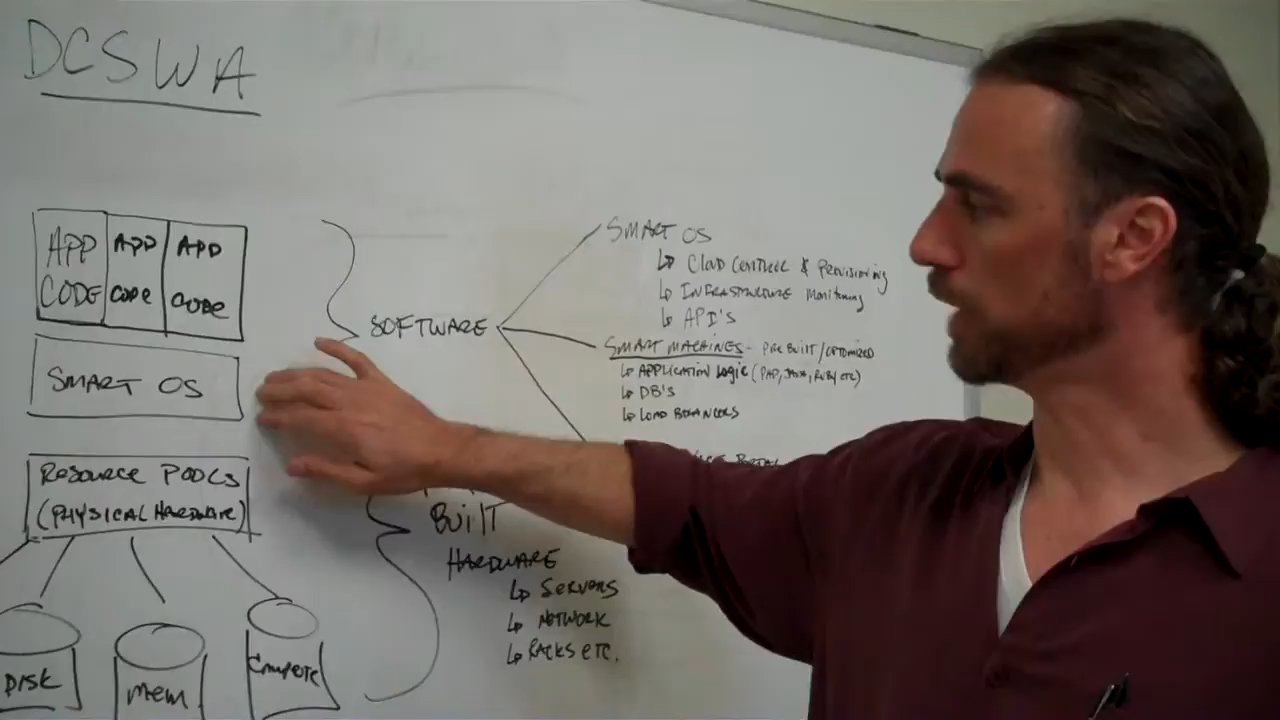 DCSWA
APP CODE
APP CODE
APP CODE
SMART OS
RESOURCE POOLS
(PHYSICAL HARDWARE)
DISK
MEM
COMPUTE
SOFTWARE
SMART OS
↳ CLOUD CONTROL & PROVISIONING
↳ INFRASTRUCTURE MONITORING
↳ API'S
SMART MACHINES - PRE BUILT/OPTOMIZED
↳ APPLICATION LOGIC (PHP, JAVA, RUBY ETC)
↳ DB'S
↳ LOAD BALANCERS
BUILT
HARDWARE
↳ SERVERS
↳ NETWORK
↳ RACKS ETC.